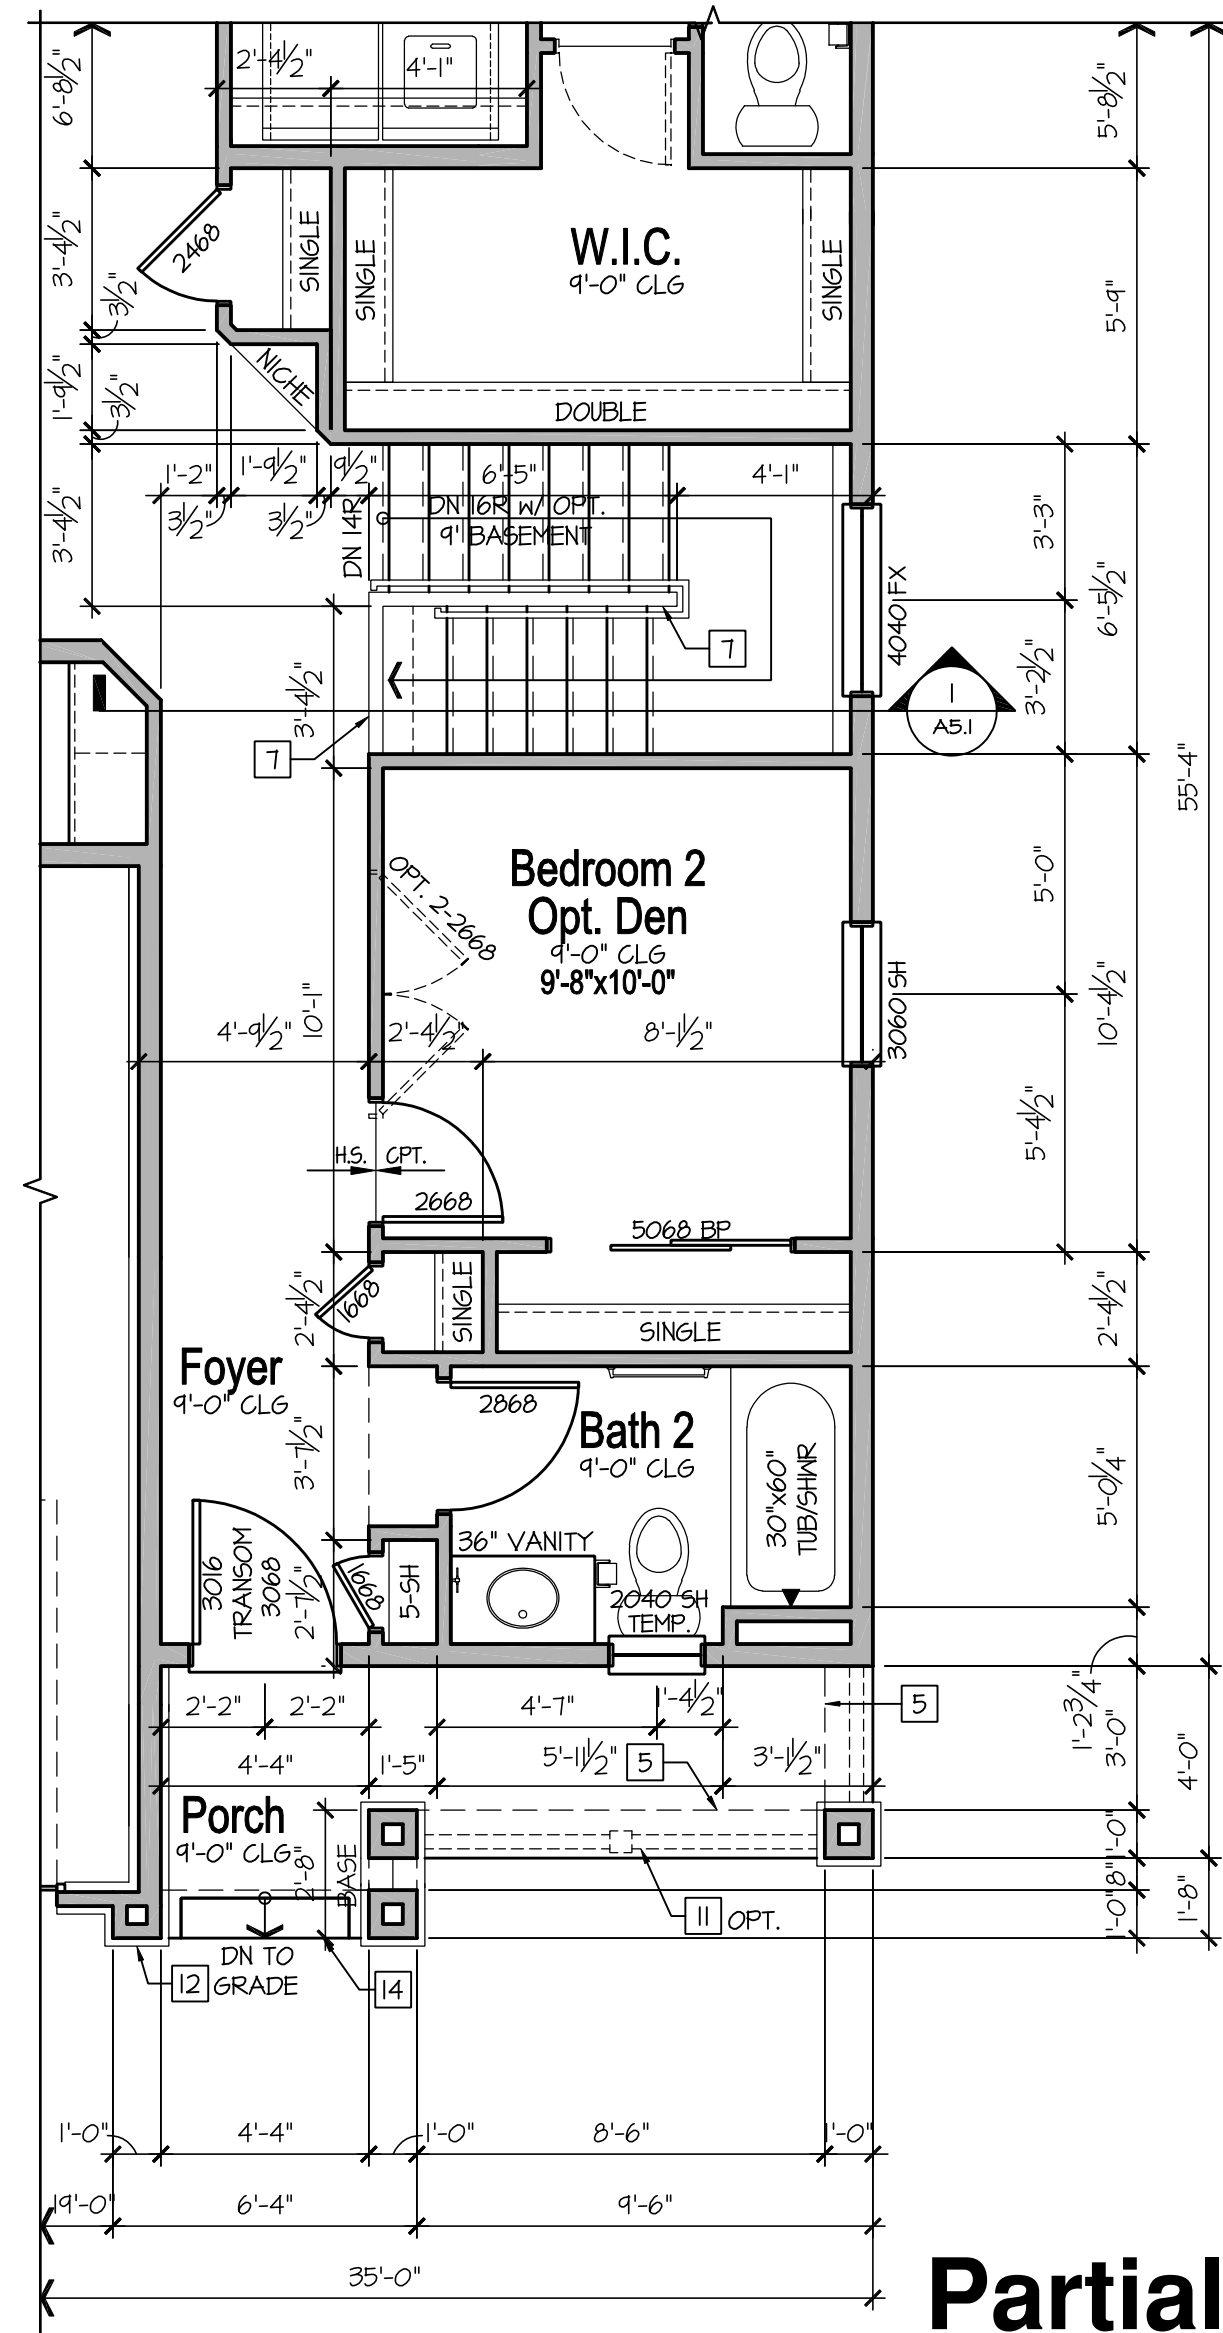 6'-8½"
2'-4½"
4'-1"
5'-8½"
2468
SINGLE
SINGLE
W.I.C.
9'-0" CLG
SINGLE
3'-4½"
3½"
5'-9"
NICHE
1'-9½"
3½"
DOUBLE
1'-2"
1'-9½"
9½"
6'-5"
4'-1"
3½"
3½"
DN 14R
DN 16R W/ OPT.
9' BASEMENT
3'-4½"
3'-3"
4040 FX
6'-5½"
7
3'-4½"
3'-2½"
1
A5.1
7
55'-4"
OPT. 2-2668
Bedroom 2
Opt. Den
9'-0" CLG
9'-8"x10'-0"
5'-0"
3060 SH
10'-4½"
4'-9½"
10'-1"
2'-4½"
8'-1½"
5'-4½"
H.S.
CPT.
2668
5068 BP
1668
2'-4½"
SINGLE
SINGLE
2'-4½"
Foyer
9'-0" CLG
2868
Bath 2
9'-0" CLG
3'-7½"
30"x60"
TUB/SHWR
5'-0¼"
36" VANITY
3016
TRANSOM
3068
2'-7½"
1668
5-SH
2040 SH
TEMP.
2'-2"
2'-2"
4'-7"
1'-4½"
5
1'-2¾"
3'-0"
4'-0"
4'-4"
1'-5"
5'-11½"
5
3'-1½"
Porch
9'-0" CLG
2'-8"
BASE
1'-0"
8"
1'-0"
1'-8"
11
OPT.
DN TO
GRADE
12
14
1'-0"
4'-4"
1'-0"
8'-6"
1'-0"
19'-0"
6'-4"
9'-6"
35'-0"
Partial